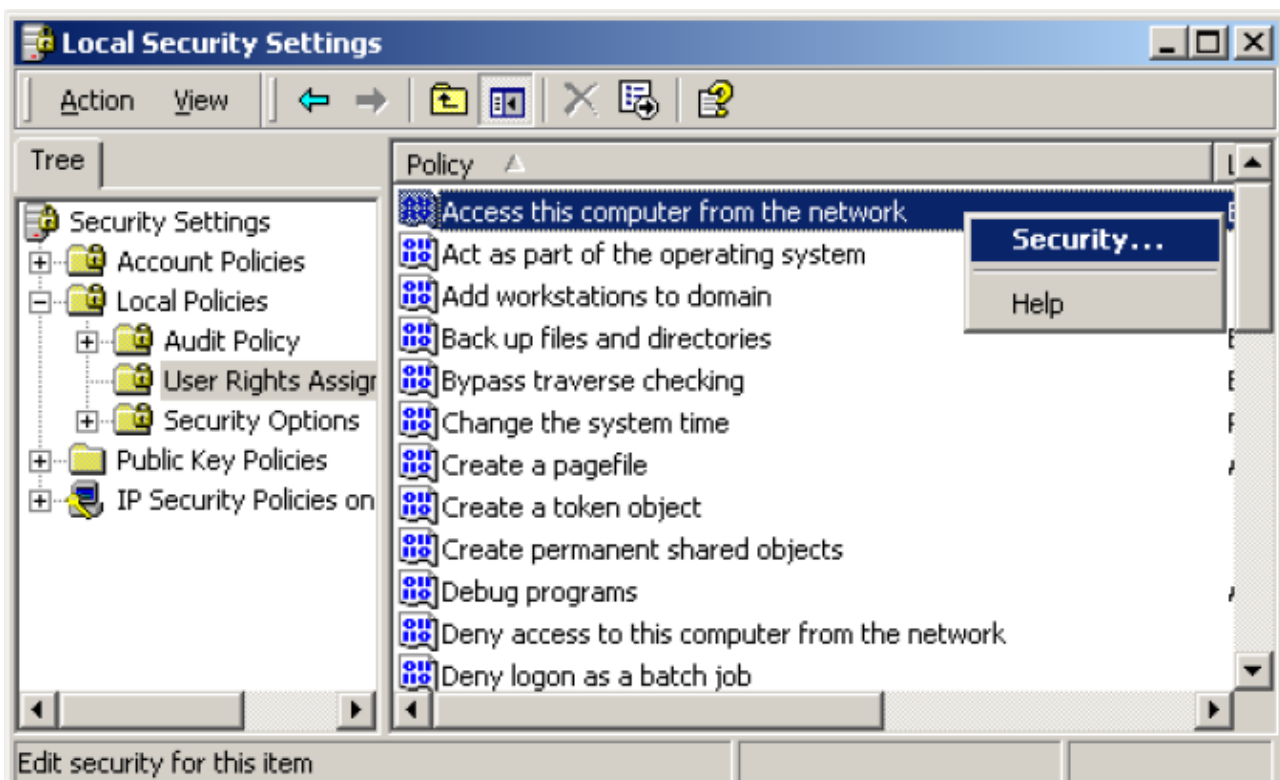 Local Security Settings
Action View
Tree
Policy
Security Settings
Account Policies
Local Policies
Audit Policy
User Rights Assigr
Security Options
Public Key Policies
IP Security Policies on
Access this computer from the network
Act as part of the operating system
Add workstations to domain
Back up files and directories
Bypass traverse checking
Change the system time
Create a pagefile
Create a token object
Create permanent shared objects
Debug programs
Deny access to this computer from the network
Deny logon as a batch job
Security...
Help
Edit security for this item